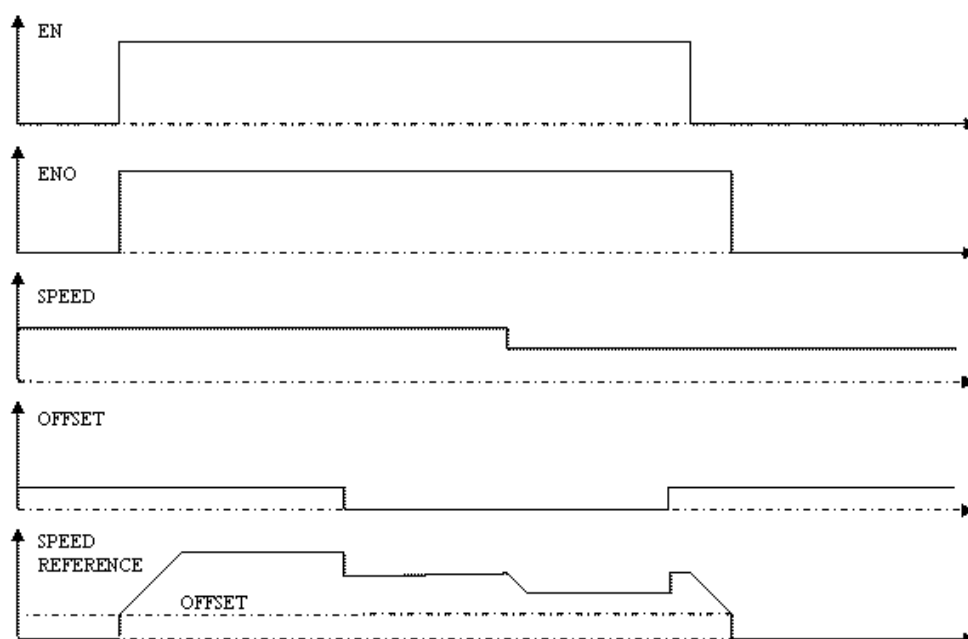 EN
ENO
SPEED
OFFSET
SPEED
REFERENCE
OFFSET